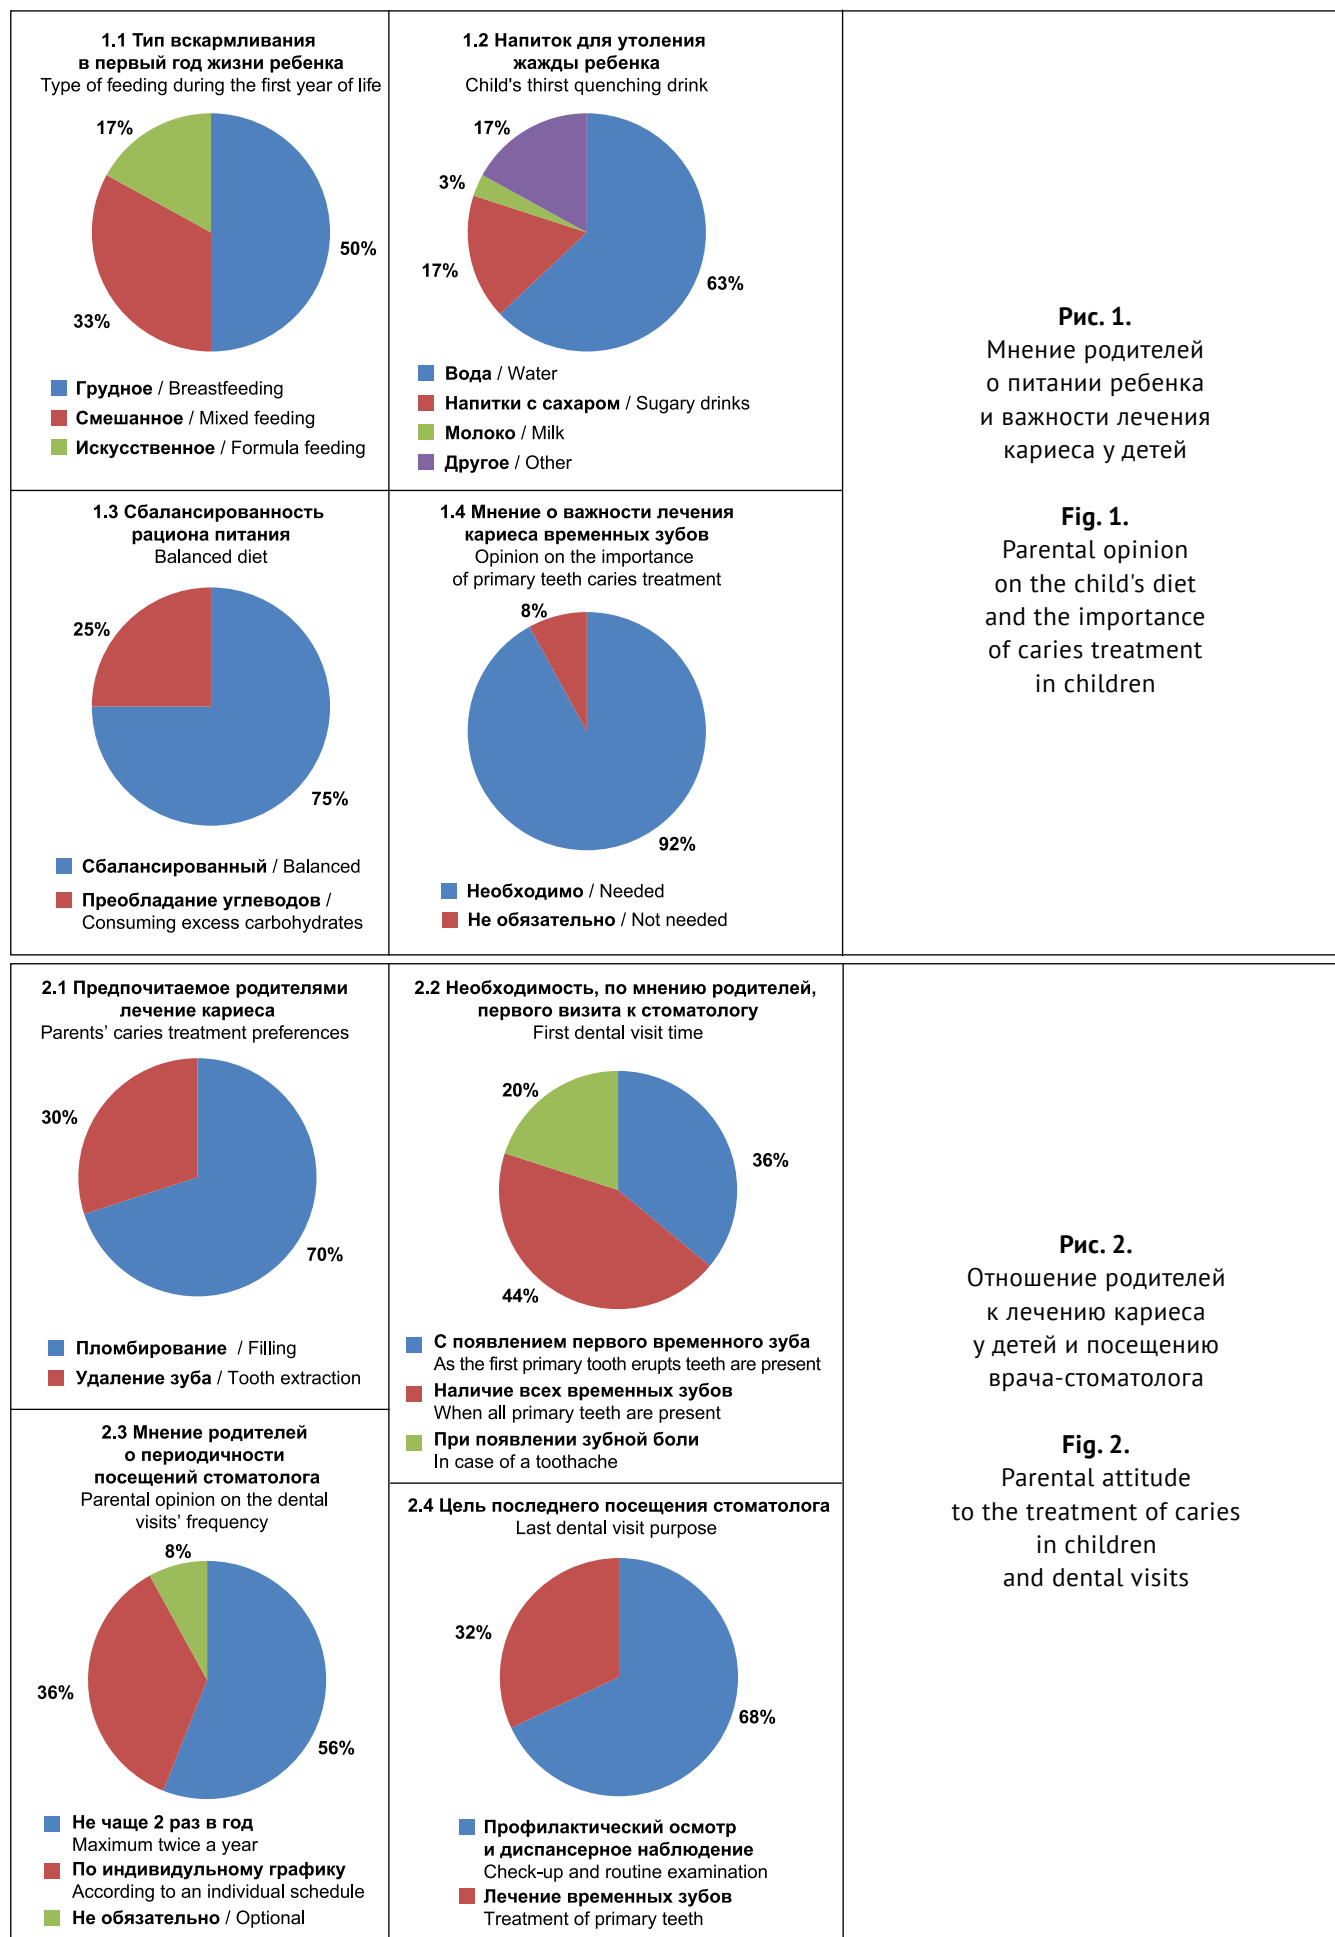 1.1 Тип вскармливания
в первый год жизни ребенка
Type of feeding during the first year of life
17%
50%
33%
Грудное / Breastfeeding
Смешанное / Mixed feeding
Искусственное / Formula feeding
1.2 Напиток для утоления
жажды ребенка
Child's thirst quenching drink
17%
3%
17%
63%
Вода / Water
Напитки с сахаром / Sugary drinks
Молоко / Milk
Другое / Other
1.3 Сбалансированность
рациона питания
Balanced diet
25%
75%
Сбалансированный / Balanced
Преобладание углеводов /
Consuming excess carbohydrates
1.4 Мнение о важности лечения
кариеса временных зубов
Opinion on the importance
of primary teeth caries treatment
8%
92%
Необходимо / Needed
Не обязательно / Not needed
Рис. 1.
Мнение родителей
о питании ребенка
и важности лечения
кариеса у детей
Fig. 1.
Parental opinion
on the child's diet
and the importance
of caries treatment
in children
2.1 Предпочитаемое родителями
лечение кариеса
Parents’ caries treatment preferences
30%
70%
Пломбирование / Filling
Удаление зуба / Tooth extraction
2.2 Необходимость, по мнению родителей,
первого визита к стоматологу
First dental visit time
20%
36%
44%
С появлением первого временного зуба
As the first primary tooth erupts teeth are present
Наличие всех временных зубов
When all primary teeth are present
При появлении зубной боли
In case of a toothache
2.3 Мнение родителей
о периодичности
посещений стоматолога
Parental opinion on the dental
visits’ frequency
8%
36%
56%
Не чаще 2 раз в год
Maximum twice a year
По индивидульному графику
According to an individual schedule
Не обязательно / Optional
2.4 Цель последнего посещения стоматолога
Last dental visit purpose
32%
68%
Профилактический осмотр
и диспансерное наблюдение
Check-up and routine examination
Лечение временных зубов
Treatment of primary teeth
Рис. 2.
Отношение родителей
к лечению кариеса
у детей и посещению
врача-стоматолога
Fig. 2.
Parental attitude
to the treatment of caries
in children
and dental visits